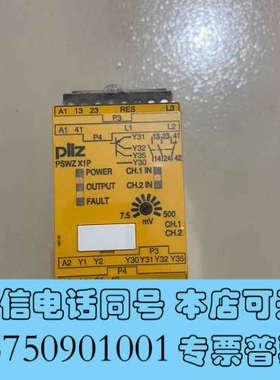 A1 13 23 RES L3
P3
A1 41 L1 L2
P4 Y31 13 23 41
pilz
PSWZ X1P
Y32
Y35
Y30
14 24 42
POWER CH.1 IN
OUTPUT CH.2 IN
FAULT
7.5 500
mV
CH.1
CH.2
P3
A2 Y1 Y2 Y30 Y31 Y32 Y35
P4
信电话同号 本店可
8750901001 专票普